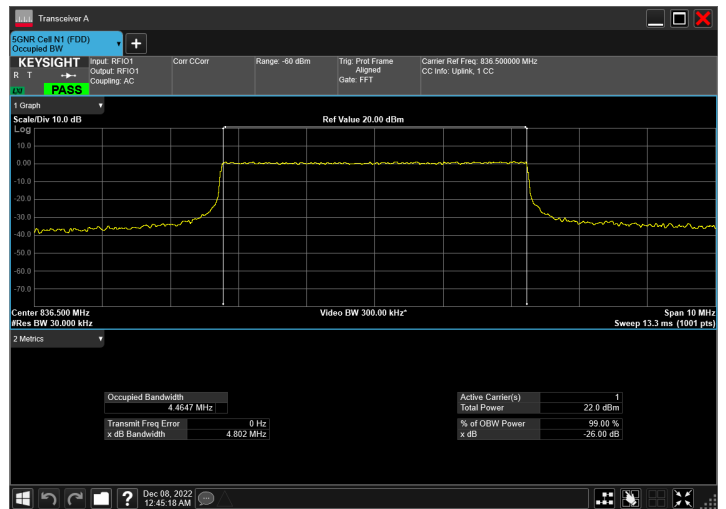 Transceiver A
5GNR Cell N1 (FDD)
Occupied BW
KEYSIGHT
R T
LXI
PASS
Input: RFIO1
Output: RFIO1
Coupling: AC
Corr CCorr
Range: -60 dBm
Trig: Prot Frame
Aligned
Gate: FFT
Carrier Ref Freq: 836.500000 MHz
CC Info: Uplink, 1 CC
1 Graph
Scale/Div 10.0 dB
Ref Value 20.00 dBm
Log
10.0
0.00
-10.0
-20.0
-30.0
-40.0
-50.0
-60.0
-70.0
Center 836.500 MHz
#Res BW 30.000 kHz
Video BW 300.00 kHz*
Span 10 MHz
Sweep 13.3 ms (1001 pts)
2 Metrics
Occupied Bandwidth
4.4647 MHz
Transmit Freq Error 0 Hz
x dB Bandwidth 4.802 MHz
Active Carrier(s) 1
Total Power 22.0 dBm
% of OBW Power 99.00 %
x dB -26.00 dB
Dec 08, 2022
12:45:18 AM